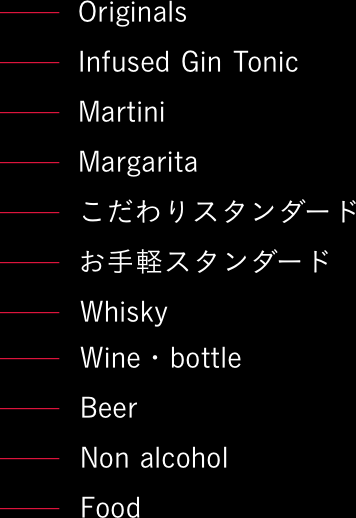 Originals
Infused Gin Tonic
Martini
Margarita
こだわりスタンダード
お手軽スタンダード
Whisky
Wine・bottle
Beer
Non alcohol
Food